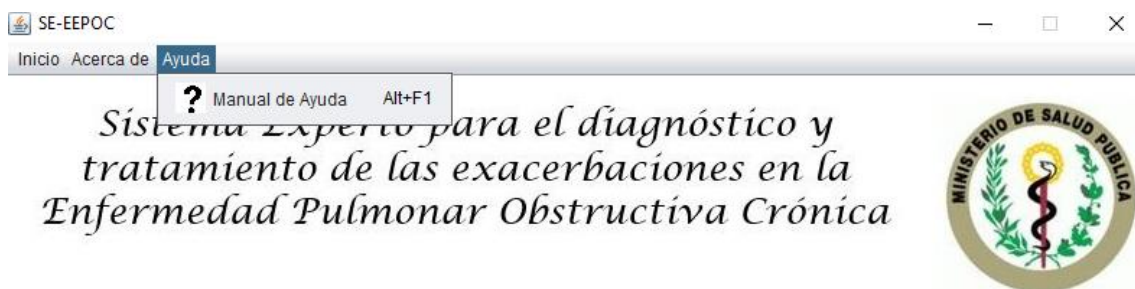 SE-EEPOC
Inicio Acerca de Ayuda
Manual de Ayuda Alt+F1
Sistema Experto para el diagnóstico y
tratamiento de las exacerbaciones en la
Enfermedad Pulmonar Obstructiva Crónica
MINISTERIO DE SALUD PUBLICA